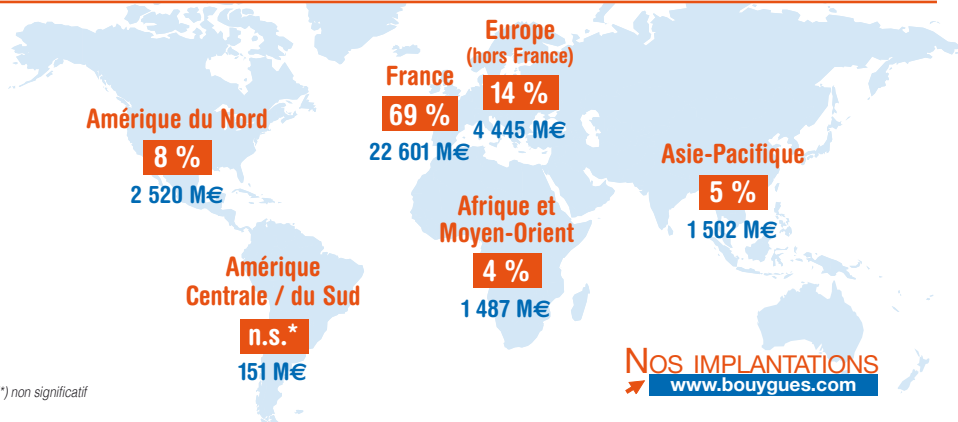 Europe
(hors France)
14 %
4 445 M€
France
69 %
22 601 M€
Amérique du Nord
8 %
2 520 M€
Asie-Pacifique
5 %
1 502 M€
Afrique et
Moyen-Orient
4 %
1 487 M€
Amérique
Centrale / du Sud
n.s.*
151 M€
*) non significatif
NOS IMPLANTATIONS
www.bouygues.com